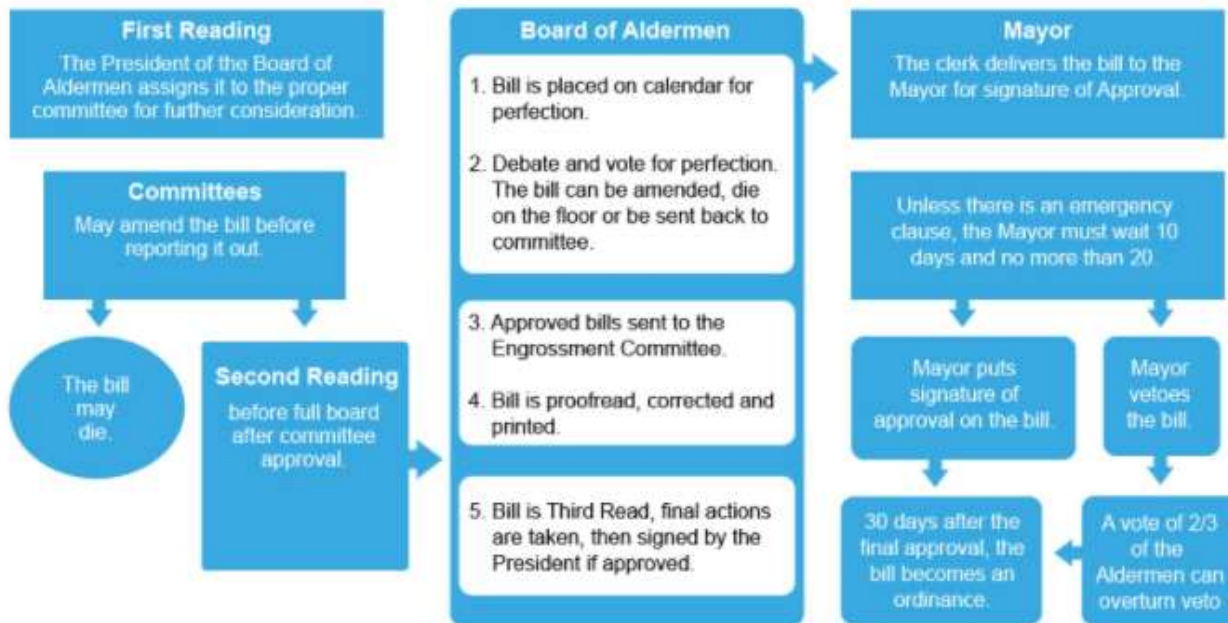 First Reading
The President of the Board of
Aldermen assigns it to the proper
committee for further consideration.
Committees
May amend the bill before
reporting it out.
The bill
may
die.
Second Reading
before full board
after committee
approval.
Board of Aldermen
1. Bill is placed on calendar for
perfection.
2. Debate and vote for perfection.
The bill can be amended, die
on the floor or be sent back to
committee.
3. Approved bills sent to the
Engrossment Committee.
4. Bill is proofread, corrected and
printed.
5. Bill is Third Read, final actions
are taken, then signed by the
President if approved.
Mayor
The clerk delivers the bill to the
Mayor for signature of Approval.
Unless there is an emergency
clause, the Mayor must wait 10
days and no more than 20.
Mayor puts
signature of
approval on the bill.
Mayor
vetoes
the bill.
30 days after the
final approval, the
bill becomes an
ordinance.
A vote of 2/3
of the
Aldermen can
overturn veto